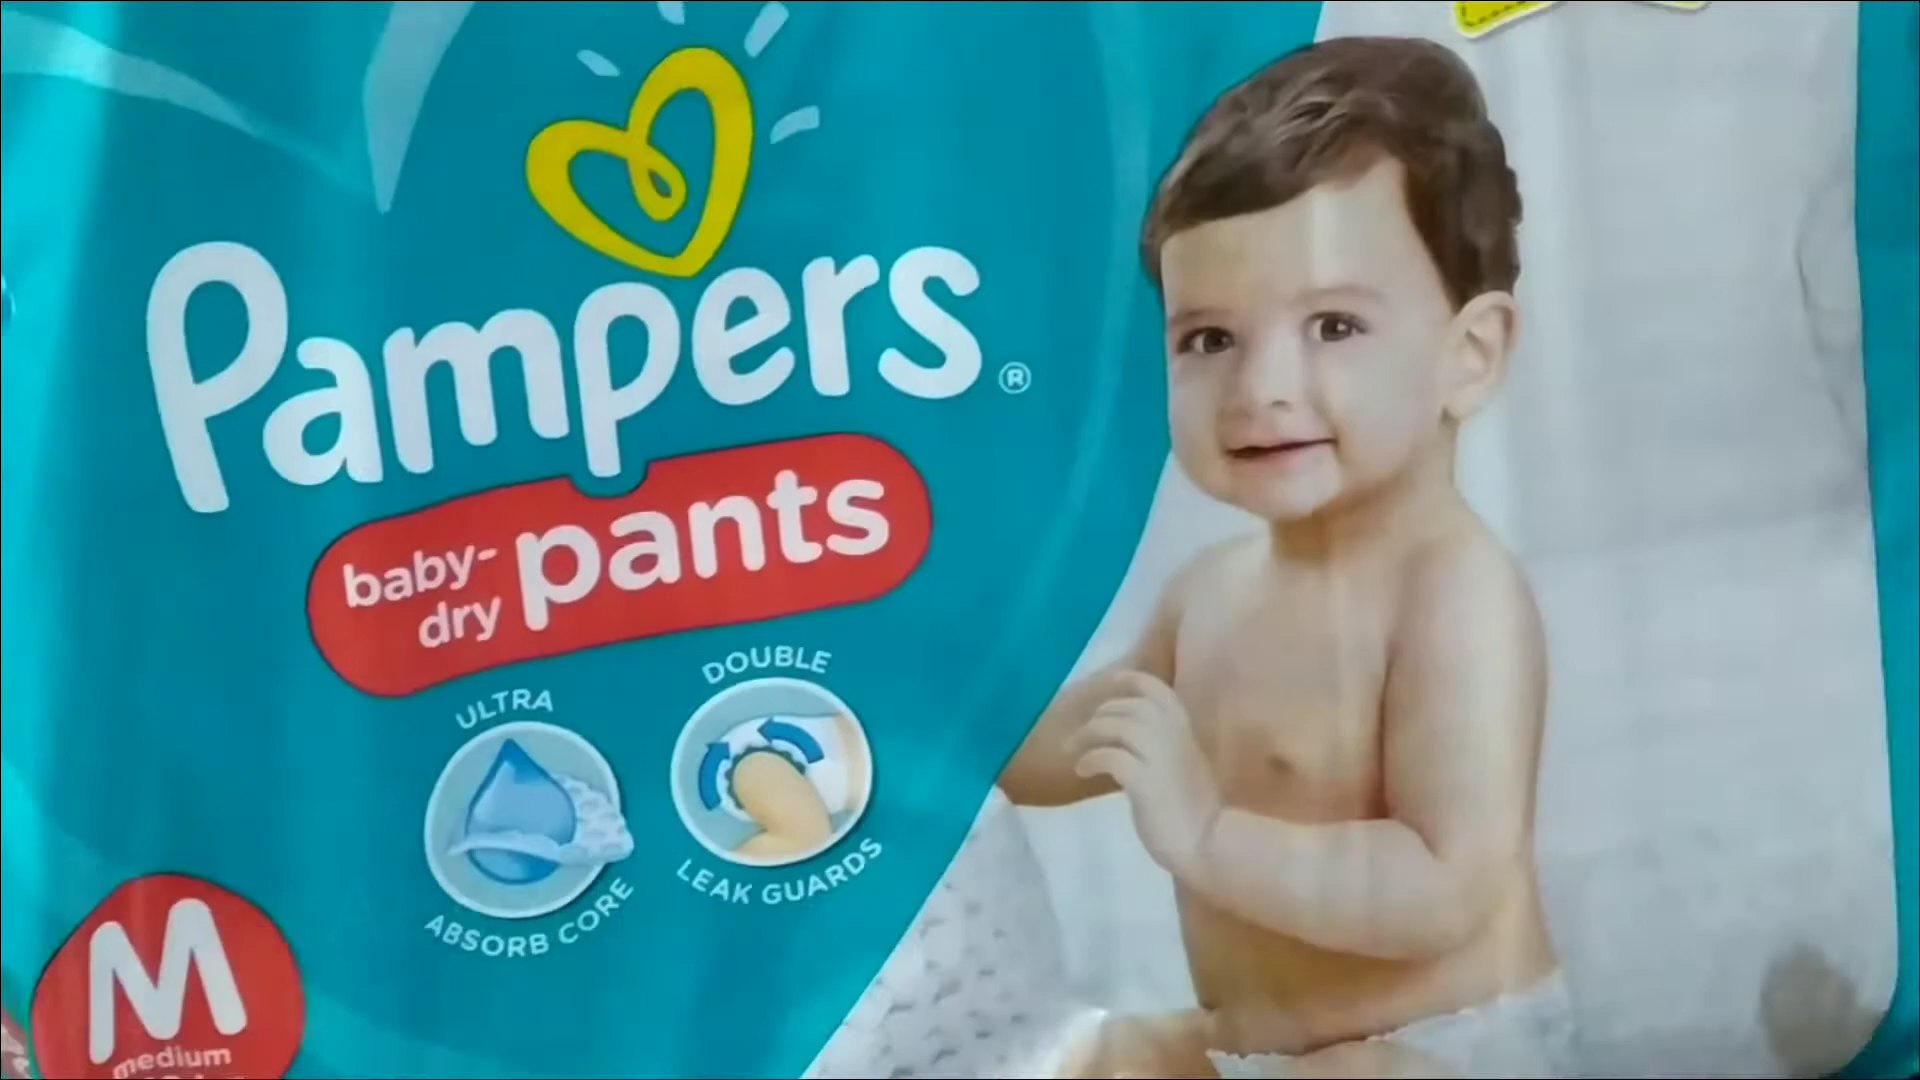 Pampers®
baby-dry pants
ULTRA
ABSORB CORE
DOUBLE
LEAK GUARDS
M
medium